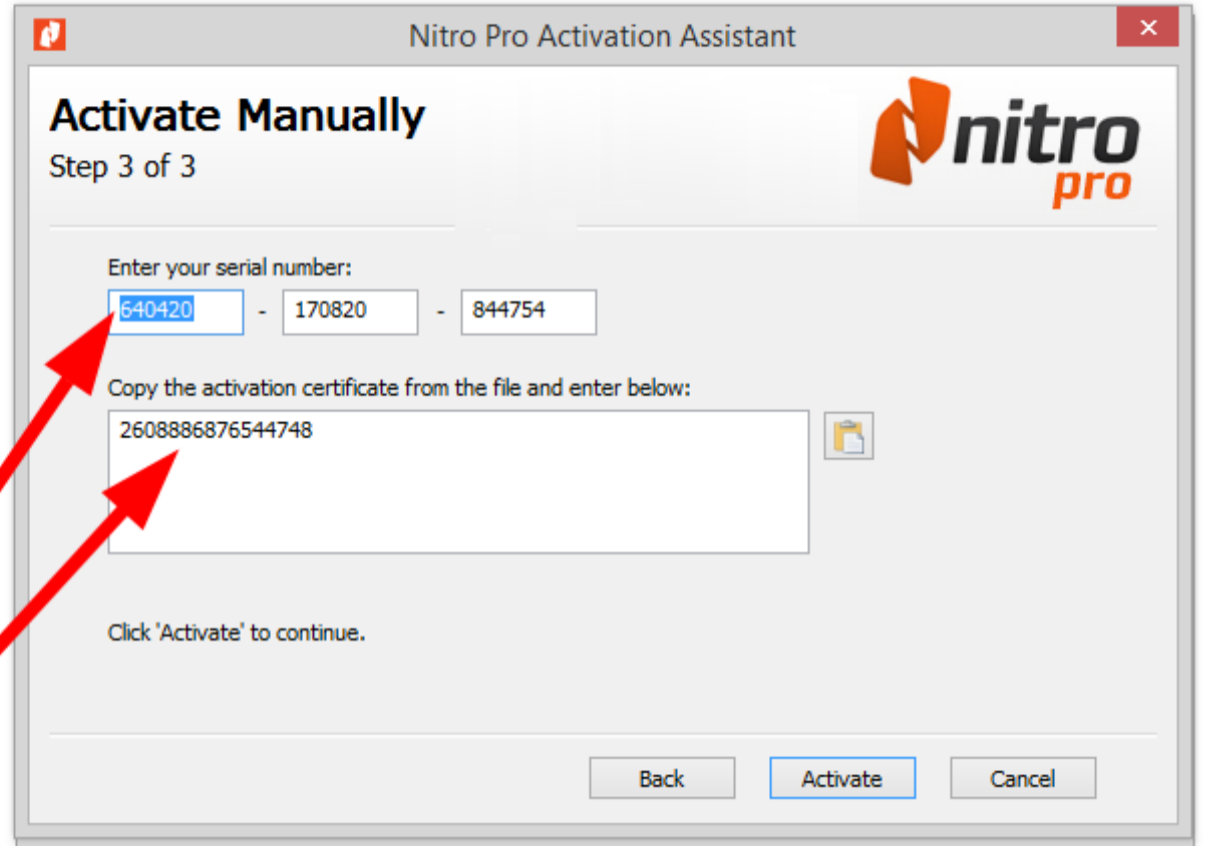 Nitro Pro Activation Assistant
Activate Manually
Step 3 of 3
nitro
pro
Enter your serial number:
640420 - 170820 - 844754
Copy the activation certificate from the file and enter below:
2608886876544748
Click 'Activate' to continue.
Back Activate Cancel